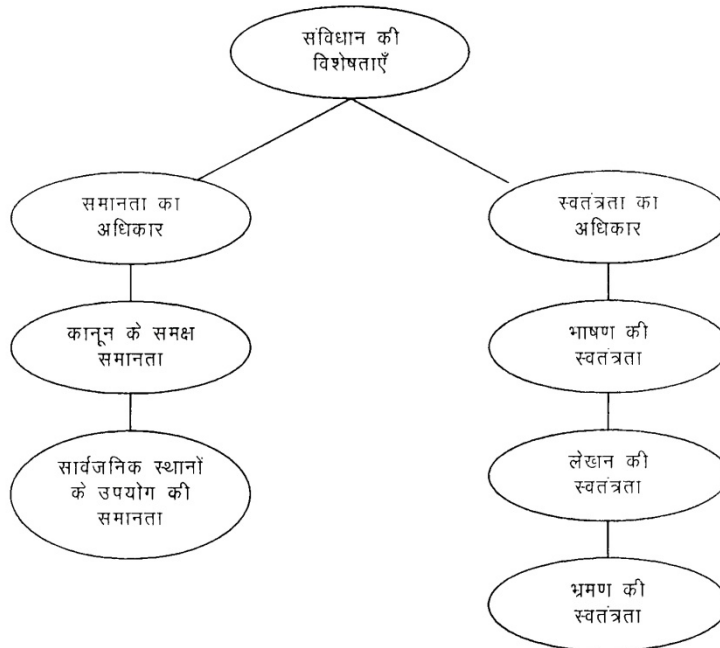 संविधान की
विशेषताएँ
समानता का
अधिकार
स्वतंत्रता का
अधिकार
कानून के समक्ष
समानता
भाषण की
स्वतंत्रता
सार्वजनिक स्थानों
के उपयोग की
समानता
लेखन की
स्वतंत्रता
भ्रमण की
स्वतंत्रता